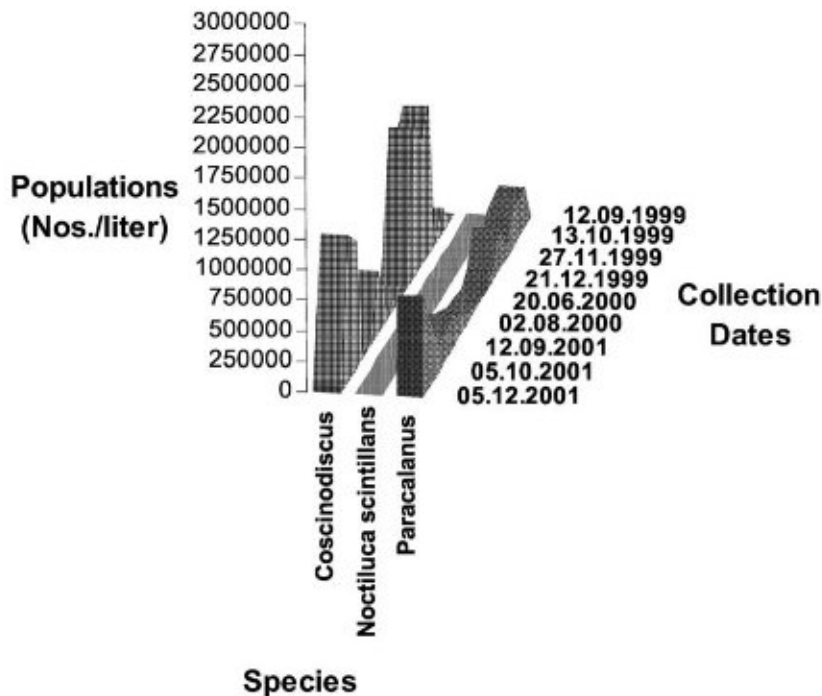 3000000
2750000
2500000
2250000
2000000
1750000
1500000
1250000
1000000
750000
500000
250000
0
Populations
(Nos./liter)
12.09.1999
13.10.1999
27.11.1999
21.12.1999
20.06.2000
02.08.2000
12.09.2001
05.10.2001
05.12.2001
Collection
Dates
Coscinodiscus
Noctiluca scintillans
Paracalanus
Species